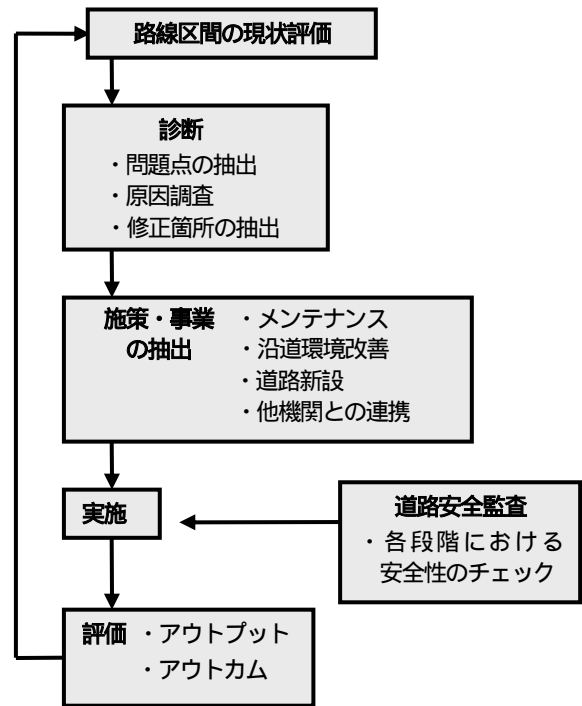 路線区間の現状評価
診断
・問題点の抽出
・原因調査
・修正箇所の抽出
施策・事業の抽出
・メンテナンス
・沿道環境改善
・道路新設
・他機関との連携
実施
道路安全監査
・各段階における
安全性のチェック
評価 ・アウトプット
・アウトカム